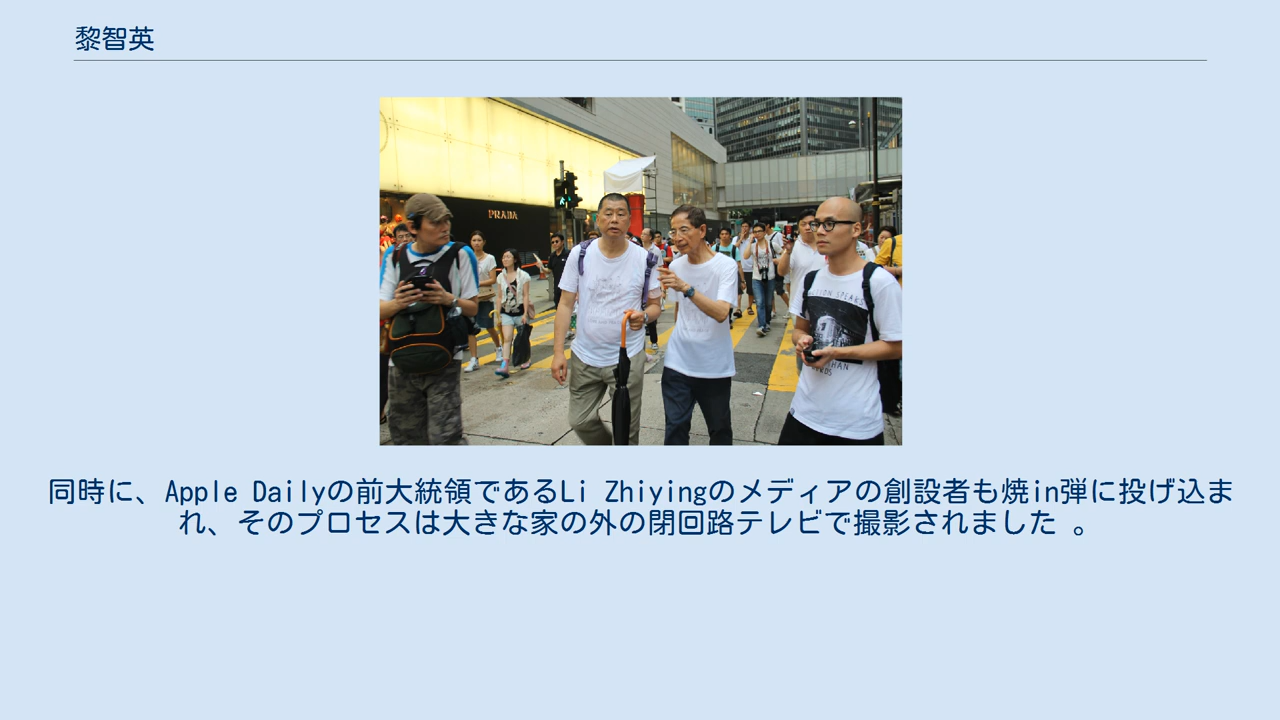 黎智英
PRADA
同時に、Apple Dailyの前大統領であるLi Zhiyingのメディアの創設者も焼in弾に投げ込ま
れ、そのプロセスは大きな家の外の閉回路テレビで撮影されました 。